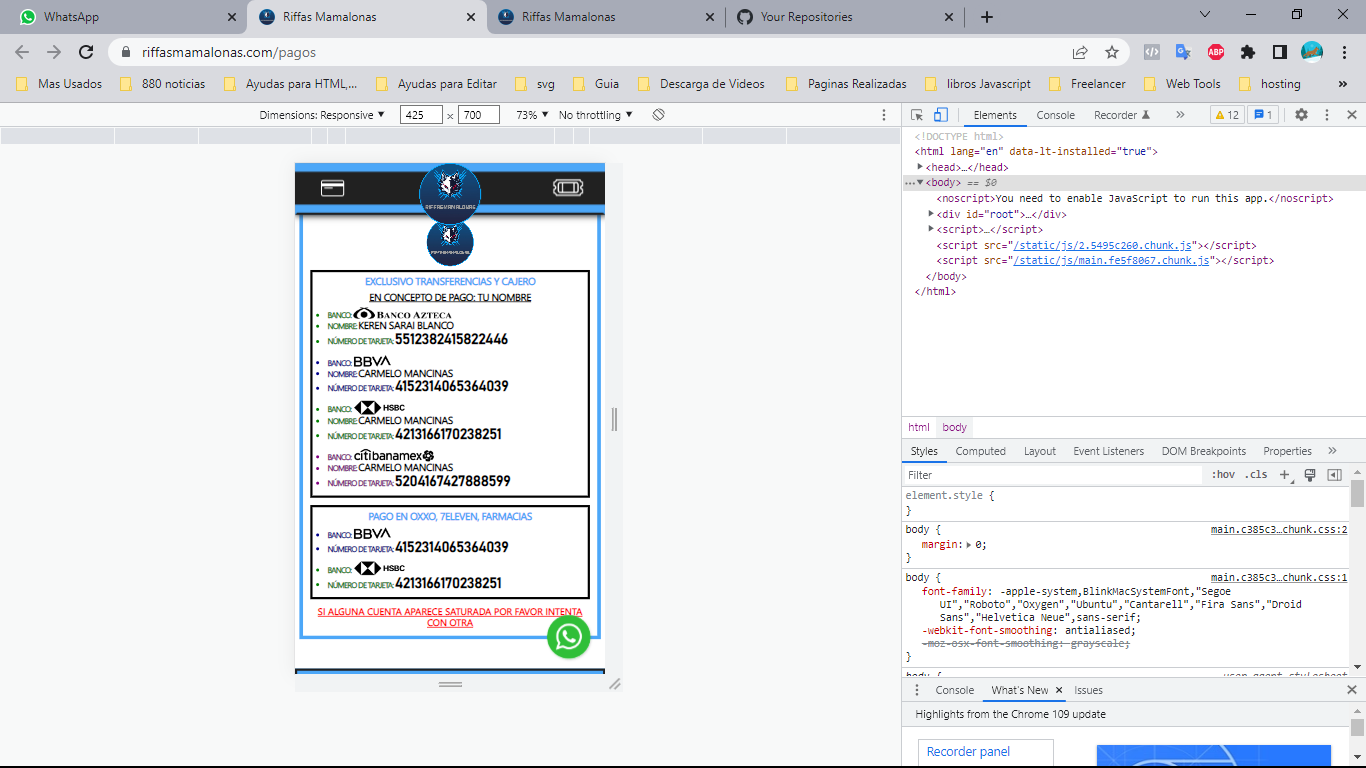 WhatsApp
Riffas Mamalonas
Riffas Mamalonas
Your Repositories
riffasmamalonas.com/pagos
ABP
Mas Usados
880 noticias
Ayudas para HTML,...
Ayudas para Editar
svg
Guia
Descarga de Videos
Paginas Realizadas
libros Javascript
Freelancer
Web Tools
hosting
»
Dimensions: Responsive ▼ 425 × 700 73% ▼ No throttling ▼
Elements Console Recorder » 12 1
RIFFASMAMALONAS
RIFFASMAMALONAS
EXCLUSIVO TRANSFERENCIAS Y CAJERO
EN CONCEPTO DE PAGO: TU NOMBRE
BANCO: BANCO AZTECA
NOMBRE: KEREN SARAI BLANCO
NÚMERO DE TARJETA: 5512382415822446
BANCO: BBVA
NOMBRE: CARMELO MANCINAS
NÚMERO DE TARJETA: 4152314065364039
BANCO: HSBC
NOMBRE: CARMELO MANCINAS
NÚMERO DE TARJETA: 4213166170238251
BANCO: citibanamex
NOMBRE: CARMELO MANCINAS
NÚMERO DE TARJETA: 5204167427888599
PAGO EN OXXO, 7ELEVEN, FARMACIAS
BANCO: BBVA
NÚMERO DE TARJETA: 4152314065364039
BANCO: HSBC
NÚMERO DE TARJETA: 4213166170238251
SI ALGUNA CUENTA APARECE SATURADA POR FAVOR INTENTA
CON OTRA
<!DOCTYPE html>
<html lang="en" data-lt-installed="true">
<head>…</head>
<body> == $0
<noscript>You need to enable JavaScript to run this app.</noscript>
<div id="root">…</div>
<script>…</script>
<script src="/static/js/2.5495c260.chunk.js"></script>
<script src="/static/js/main.fe5f8067.chunk.js"></script>
</body>
</html>
html body
Styles Computed Layout Event Listeners DOM Breakpoints Properties »
Filter :hov .cls +
element.style {
}
body { main.c385c3…chunk.css:2
margin: 0;
}
body { main.c385c3…chunk.css:1
font-family: -apple-system,BlinkMacSystemFont,"Segoe
UI","Roboto","Oxygen","Ubuntu","Cantarell","Fira Sans","Droid
Sans","Helvetica Neue",sans-serif;
-webkit-font-smoothing: antialiased;
-moz-osx-font-smoothing: grayscale;
}
body { user agent stylesheet
Console What's New Issues
Highlights from the Chrome 109 update
Recorder panel